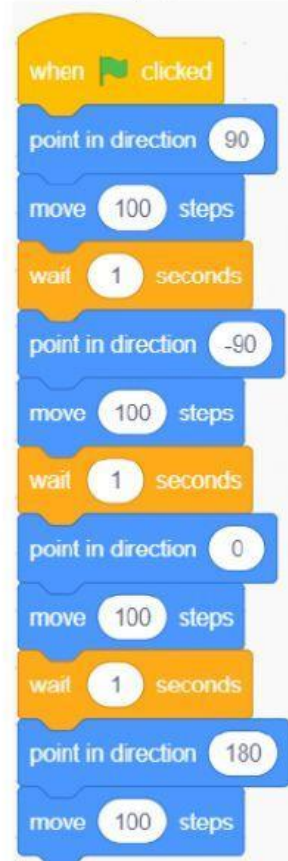 when clicked
point in direction 90
move 100 steps
wait 1 seconds
point in direction -90
move 100 steps
wait 1 seconds
point in direction 0
move 100 steps
wait 1 seconds
point in direction 180
move 100 steps